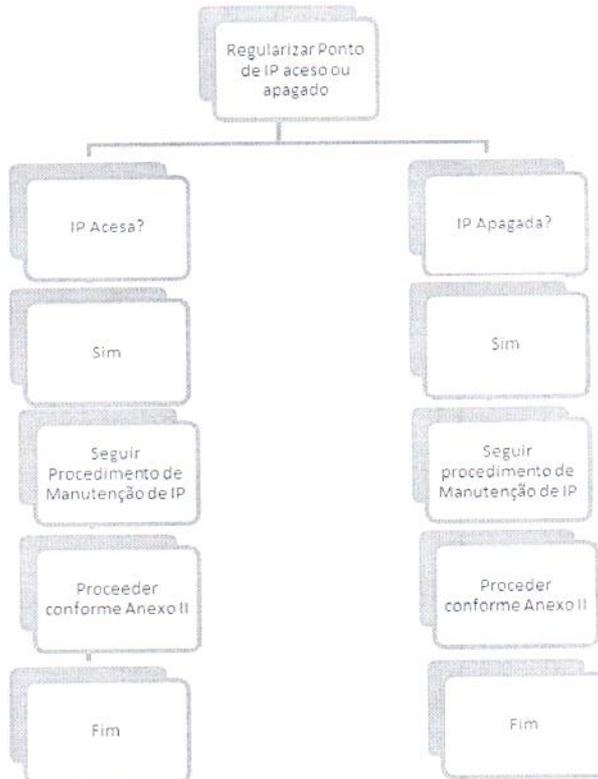 Regularizar Ponto
de IP aceso ou
apagado
IP Acesa?
Sim
Seguir
Procedimento de
Manutenção de IP
Proceeder
conforme Anexo II
Fim
IP Apagada?
Sim
Seguir
procedimento de
Manutenção de IP
Proceder
conforme Anexo II
Fim